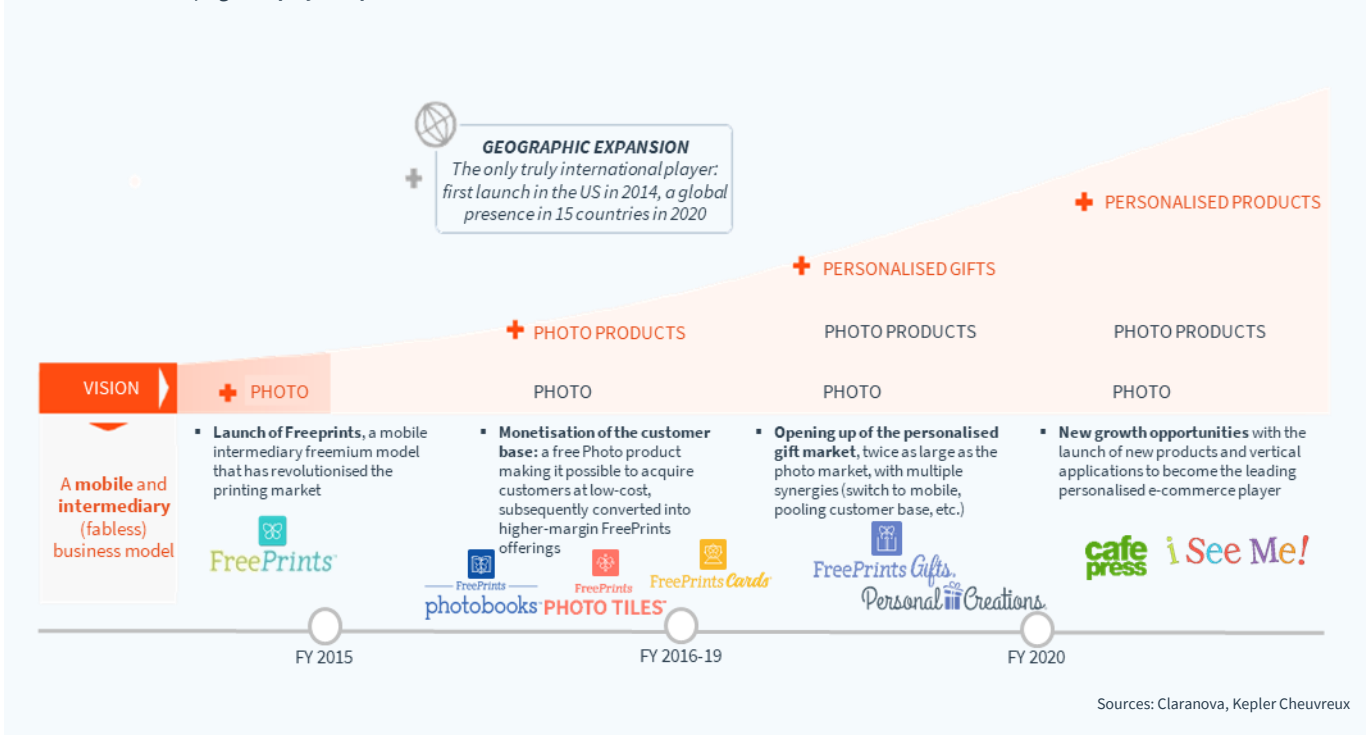 GEOGRAPHIC EXPANSION
The only truly international player:
first launch in the US in 2014, a global
presence in 15 countries in 2020
PERSONALISED PRODUCTS
PERSONALISED GIFTS
PHOTO PRODUCTS
PHOTO PRODUCTS
PHOTO PRODUCTS
VISION
PHOTO
PHOTO
PHOTO
PHOTO
A mobile and
intermediary
(fabless)
business model
▪ Launch of Freeprints, a mobile
intermediary freemium model
that has revolutionised the
printing market
FreePrints™
▪ Monetisation of the customer
base: a free Photo product
making it possible to acquire
customers at low-cost,
subsequently converted into
higher-margin FreePrints
offerings
FreePrints
photobooks™
FreePrints
PHOTO TILES™
FreePrints Cards™
▪ Opening up of the personalised
gift market, twice as large as the
photo market, with multiple
synergies (switch to mobile,
pooling customer base, etc.)
FreePrints Gifts.
Personal Creations.
▪ New growth opportunities with the
launch of new products and vertical
applications to become the leading
personalised e-commerce player
cafe
press
i See Me!
FY 2015
FY 2016-19
FY 2020
Sources: Claranova, Kepler Cheuvreux